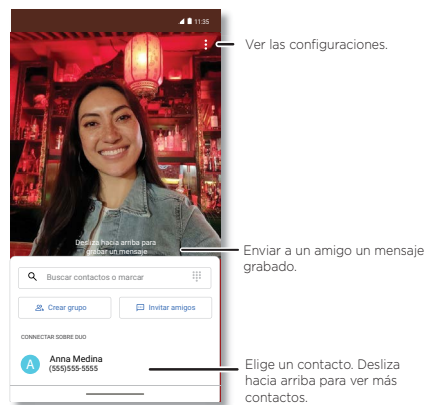 11:35
Ver las configuraciones.
Desliza hacia arriba para
grabar un mensaje
Enviar a un amigo un mensaje
grabado.
Buscar contactos o marcar
Crear grupo
Invitar amigos
CONNECTAR SOBRE DUO
A
Anna Medina
(555)555-5555
Elige un contacto. Desliza
hacia arriba para ver más
contactos.